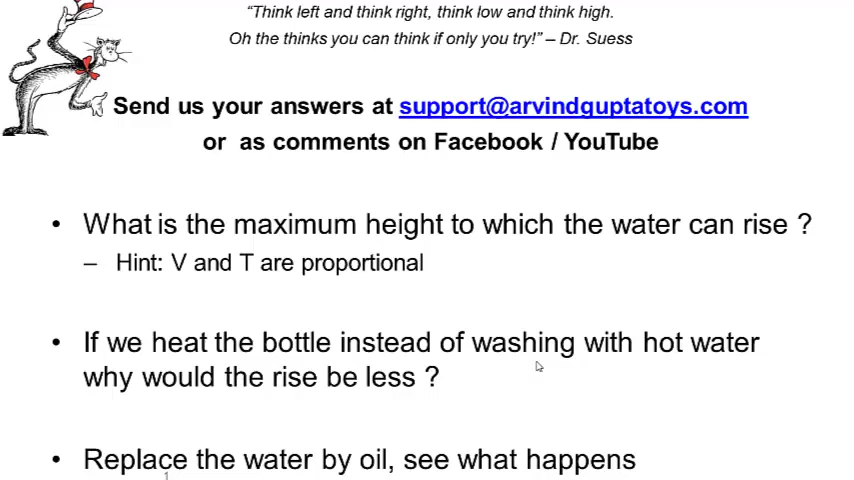 “Think left and think right, think low and think high.
Oh the thinks you can think if only you try!” – Dr. Suess
Send us your answers at support@arvindguptatoys.com
or as comments on Facebook / YouTube
• What is the maximum height to which the water can rise ?
– Hint: V and T are proportional
• If we heat the bottle instead of washing with hot water
why would the rise be less ?
• Replace the water by oil, see what happens
1